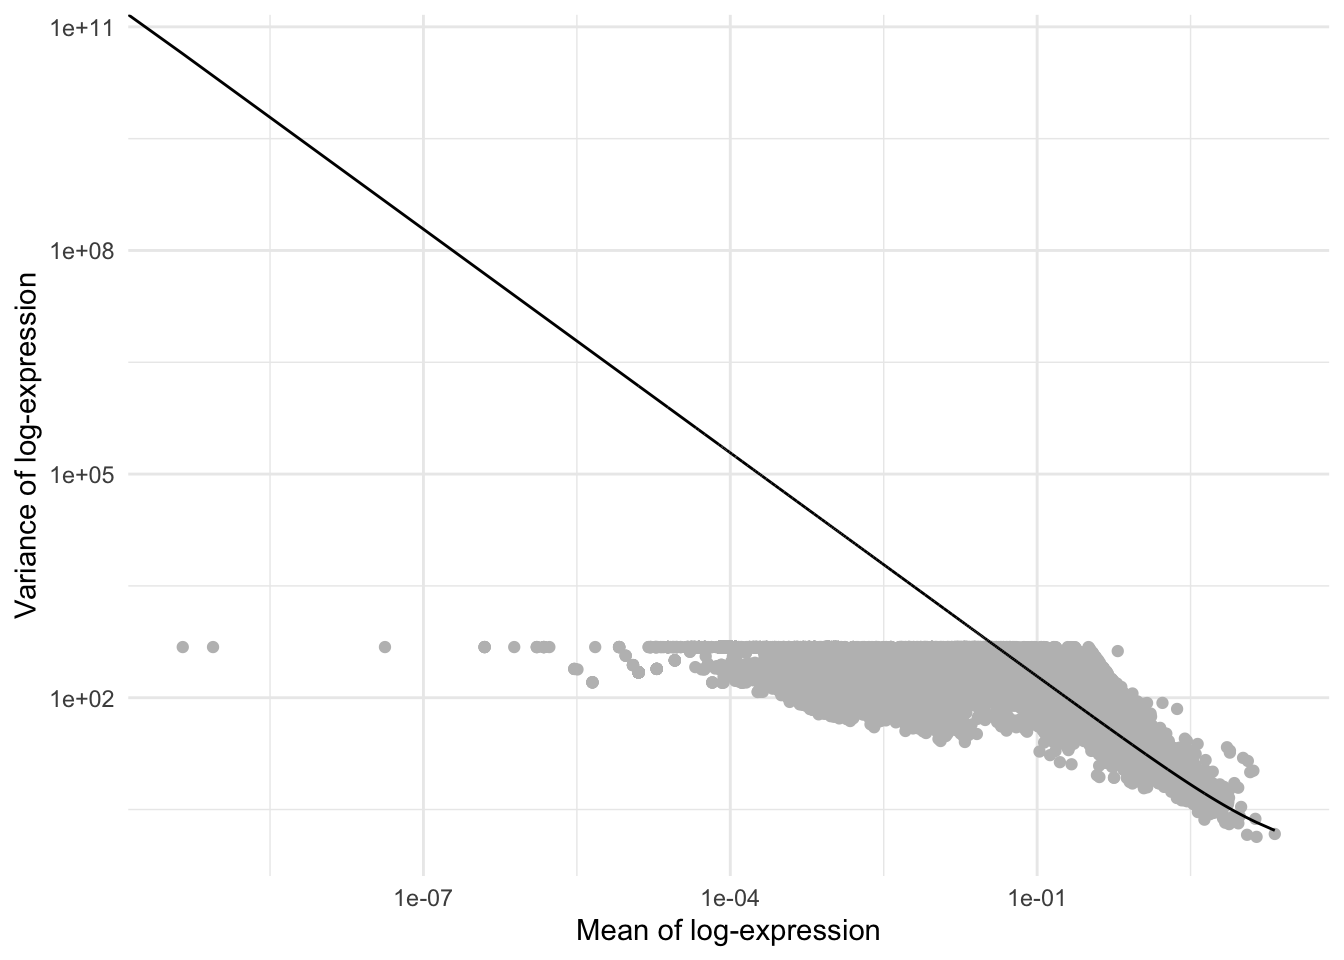 1e+11
1e+08
1e+05
1e+02
Variance of log-expression
1e-07
1e-04
1e-01
Mean of log-expression